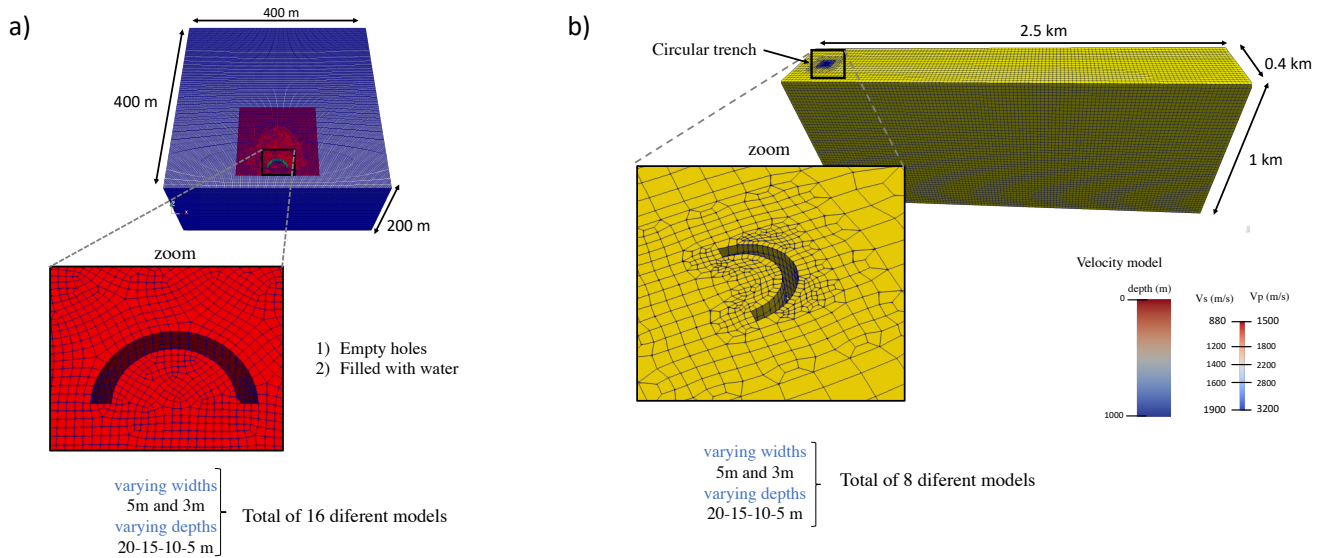 a)
400 m
400 m
200 m
x
zoom
1) Empty holes
2) Filled with water
varying widths
5m and 3m
varying depths
20-15-10-5 m
Total of 16 diferent models
b)
Circular trench
2.5 km
0.4 km
1 km
zoom
Velocity model
depth (m)
0
1000
Vs (m/s)
880
1200
1400
1600
1900
Vp (m/s)
1500
1800
2200
2800
3200
varying widths
5m and 3m
varying depths
20-15-10-5 m
Total of 8 diferent models